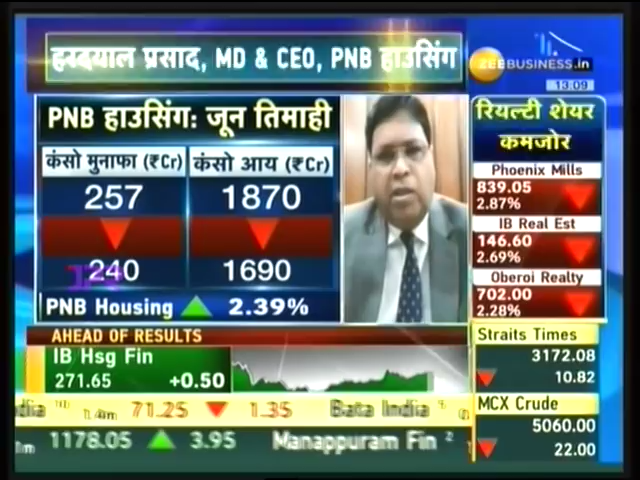 हरदयाल प्रसाद, MD & CEO, PNB हाउसिंग
ZEEBUSINESS.in
13:09
PNB हाउसिंग: जून तिमाही
कंसो मुनाफा (₹Cr) कंसो आय (₹Cr)
257 1870
240 1690
PNB Housing 2.39%
रियल्टी शेयर
कमजोर
Phoenix Mills
839.05
2.87%
IB Real Est
146.60
2.69%
Oberoi Realty
702.00
2.28%
AHEAD OF RESULTS
IB Hsg Fin
271.65 +0.50
Straits Times
3172.08
10.82
MCX Crude
5060.00
22.00
dia 71.25 1.35 Bata India
1178.05 3.95 Manappuram Fin